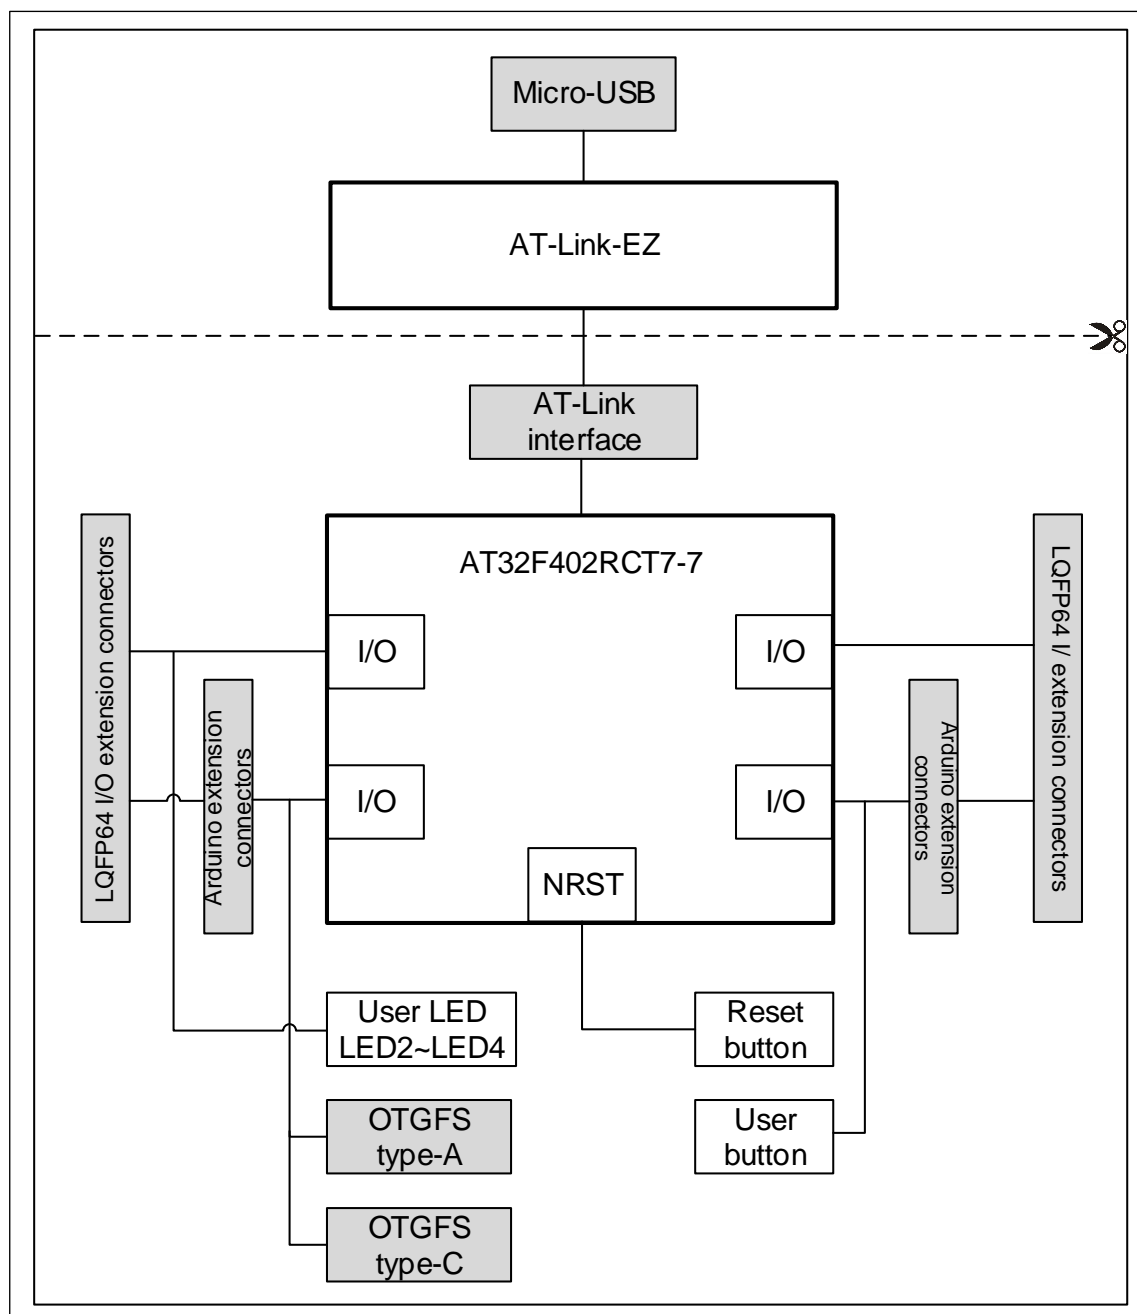 Micro-USB
AT-Link-EZ
AT-Link
interface
AT32F402RCT7-7
LQFP64 I/O extension connectors
Arduino extension
connectors
I/O
I/O
I/O
I/O
NRST
Arduino extension
connectors
LQFP64 I/ extension connectors
User LED
LED2~LED4
Reset
button
OTGFS
type-A
User
button
OTGFS
type-C